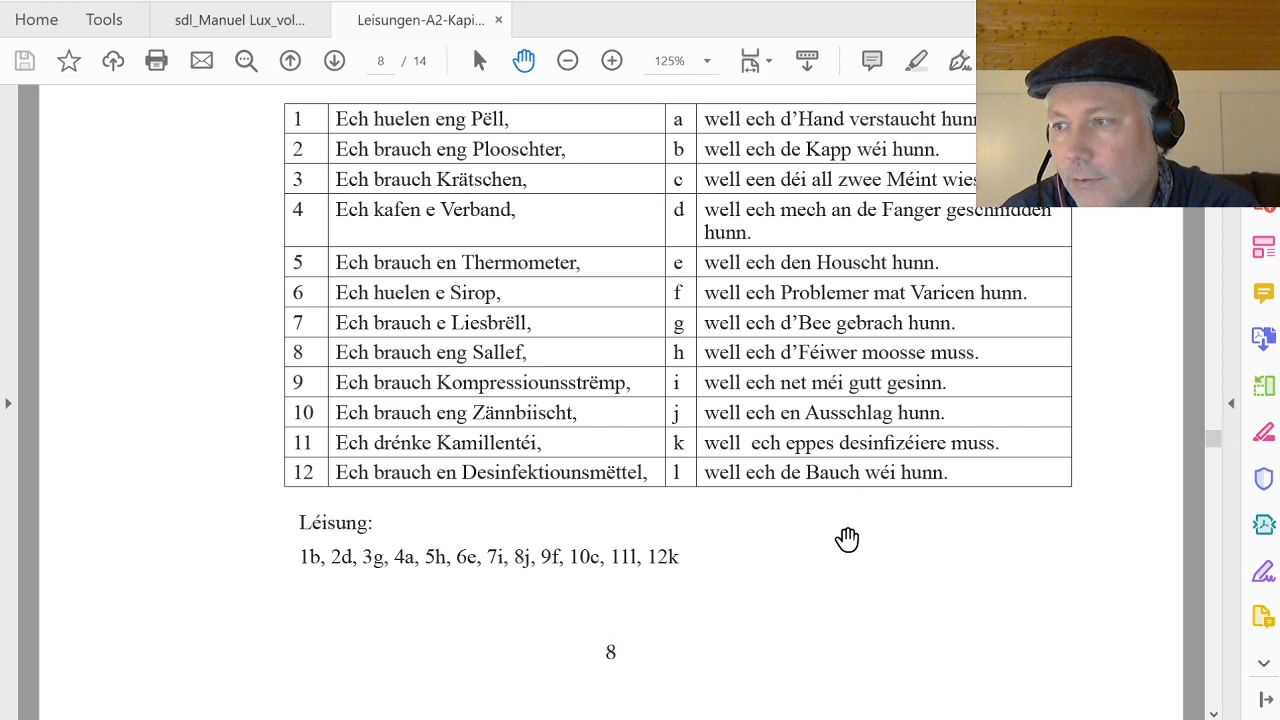 Home Tools sdl_Manuel Lux_vol... Leisungen-A2-Kapi... ×
8 / 14 125%
1 Ech huelen eng Pëll, a well ech d’Hand verstaucht
2 Ech brauch eng Plooschter, b well ech de Kapp wéi hunn.
3 Ech brauch Krätschen, c well een déi all zwee Méint
4 Ech kafen e Verband, d well ech mech an de Fanger geschnidden
hunn.
5 Ech brauch en Thermometer, e well ech den Houscht hunn.
6 Ech huelen e Sirop, f well ech Problemer mat Varicen hunn.
7 Ech brauch e Liesbrëll, g well ech d’Bee gebrach hunn.
8 Ech brauch eng Sallef, h well ech d’Féiwer moosse muss.
9 Ech brauch Kompressiounsstrëmp, i well ech net méi gutt gesinn.
10 Ech brauch eng Zännbiischt, j well ech en Ausschlag hunn.
11 Ech drénke Kamillentéi, k well ech eppes desinfizéiere muss.
12 Ech brauch en Desinfektiounsmëttel, l well ech de Bauch wéi hunn.
Léisung:
1b, 2d, 3g, 4a, 5h, 6e, 7i, 8j, 9f, 10c, 11l, 12k
8